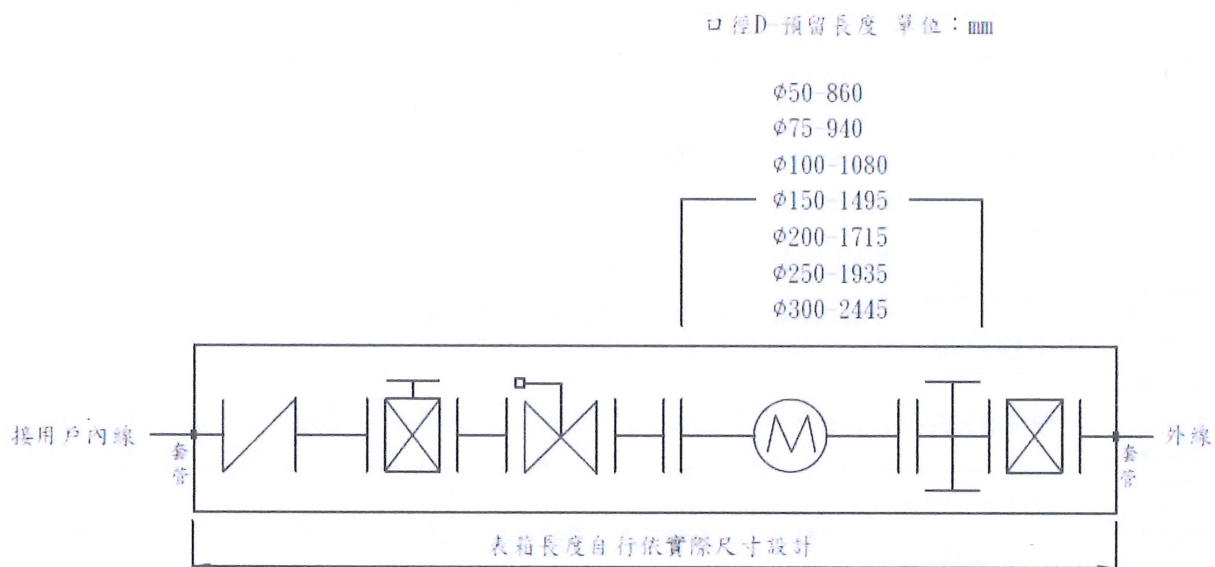 口徑D-預留長度 單位：mm
φ50-860
φ75-940
φ100-1080
φ150-1495
φ200-1715
φ250-1935
φ300-2445
接用戶內線
套管
M
套管
外線
表箱長度自行依實際尺寸設計